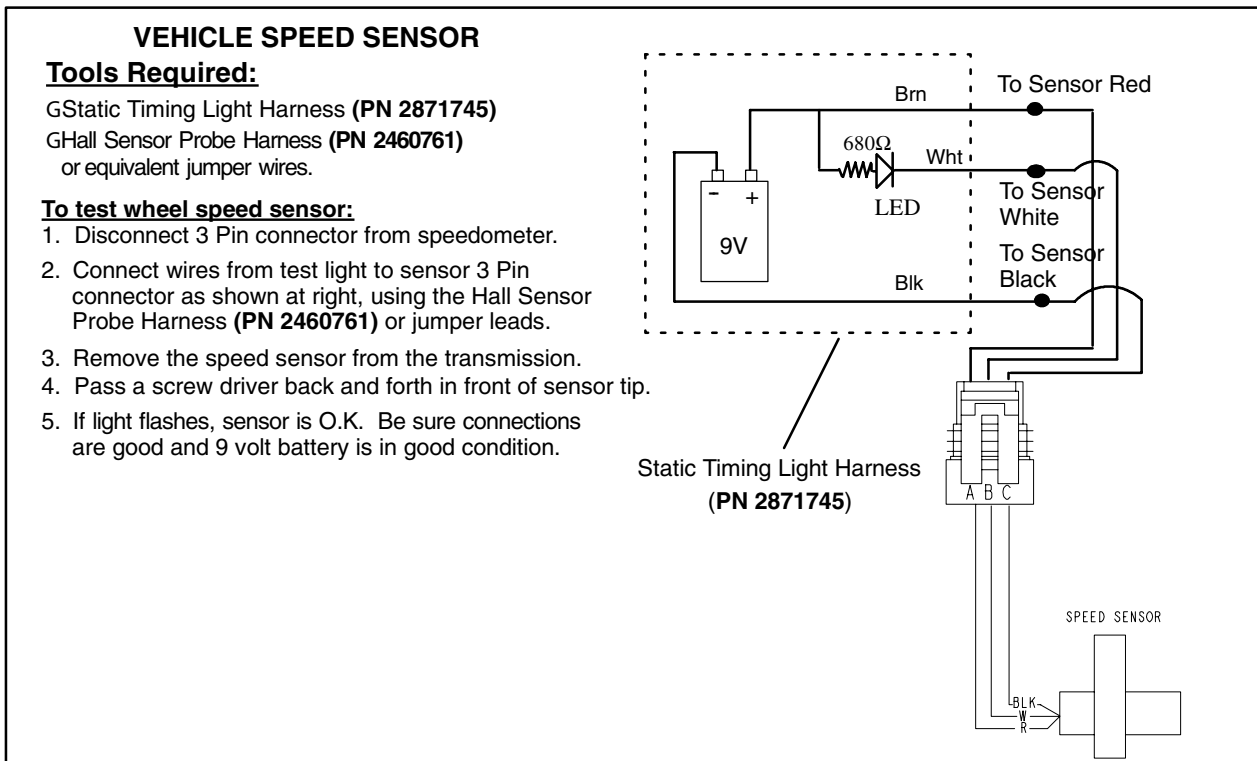 VEHICLE SPEED SENSOR
Tools Required:
GStatic Timing Light Harness (PN 2871745)
GHall Sensor Probe Harness (PN 2460761)
or equivalent jumper wires.
To test wheel speed sensor:
1. Disconnect 3 Pin connector from speedometer.
2. Connect wires from test light to sensor 3 Pin
connector as shown at right, using the Hall Sensor
Probe Harness (PN 2460761) or jumper leads.
3. Remove the speed sensor from the transmission.
4. Pass a screw driver back and forth in front of sensor tip.
5. If light flashes, sensor is O.K. Be sure connections
are good and 9 volt battery is in good condition.
Brn
To Sensor Red
680Ω
Wht
LED
To Sensor
White
- +
9V
To Sensor
Black
Blk
Static Timing Light Harness
(PN 2871745)
A B C
SPEED SENSOR
BLK
W
R